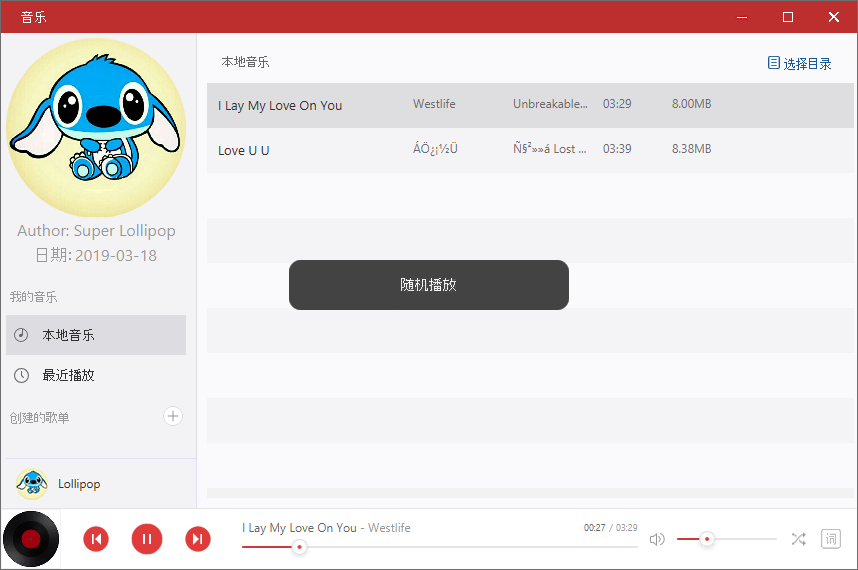 音乐
本地音乐
选择目录
I Lay My Love On You Westlife Unbreakable... 03:29 8.00MB
Love U U ÁÖ¿¡½Ü Ñ§²»»á Lost ... 03:39 8.38MB
Author: Super Lollipop
日期: 2019-03-18
随机播放
我的音乐
本地音乐
最近播放
创建的歌单
Lollipop
I Lay My Love On You - Westlife 00:27 / 03:29
词